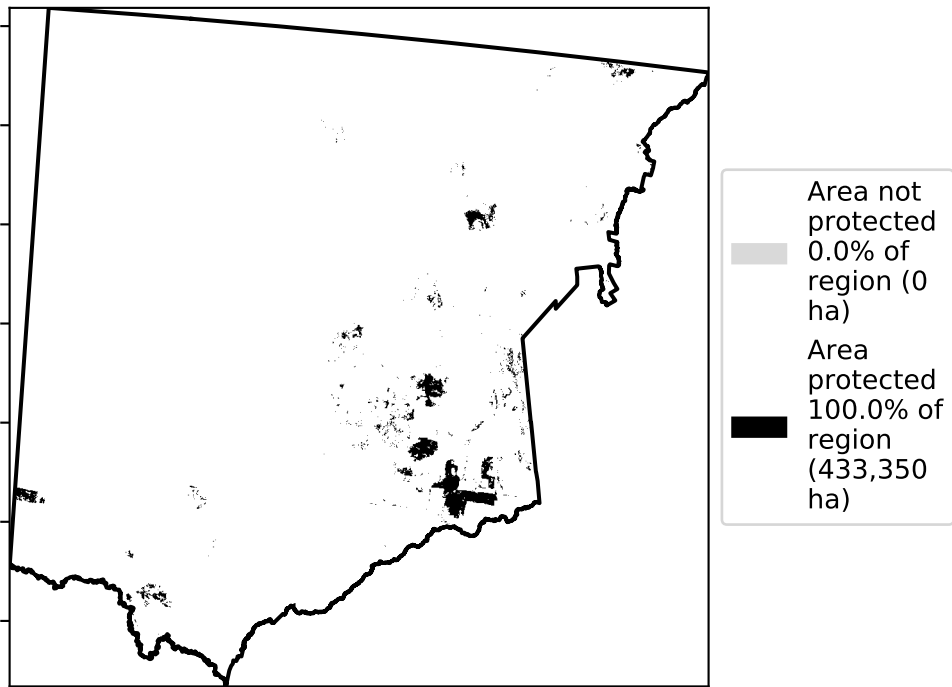 Area not
protected
0.0% of
region (0
ha)
Area
protected
100.0% of
region
(433,350
ha)